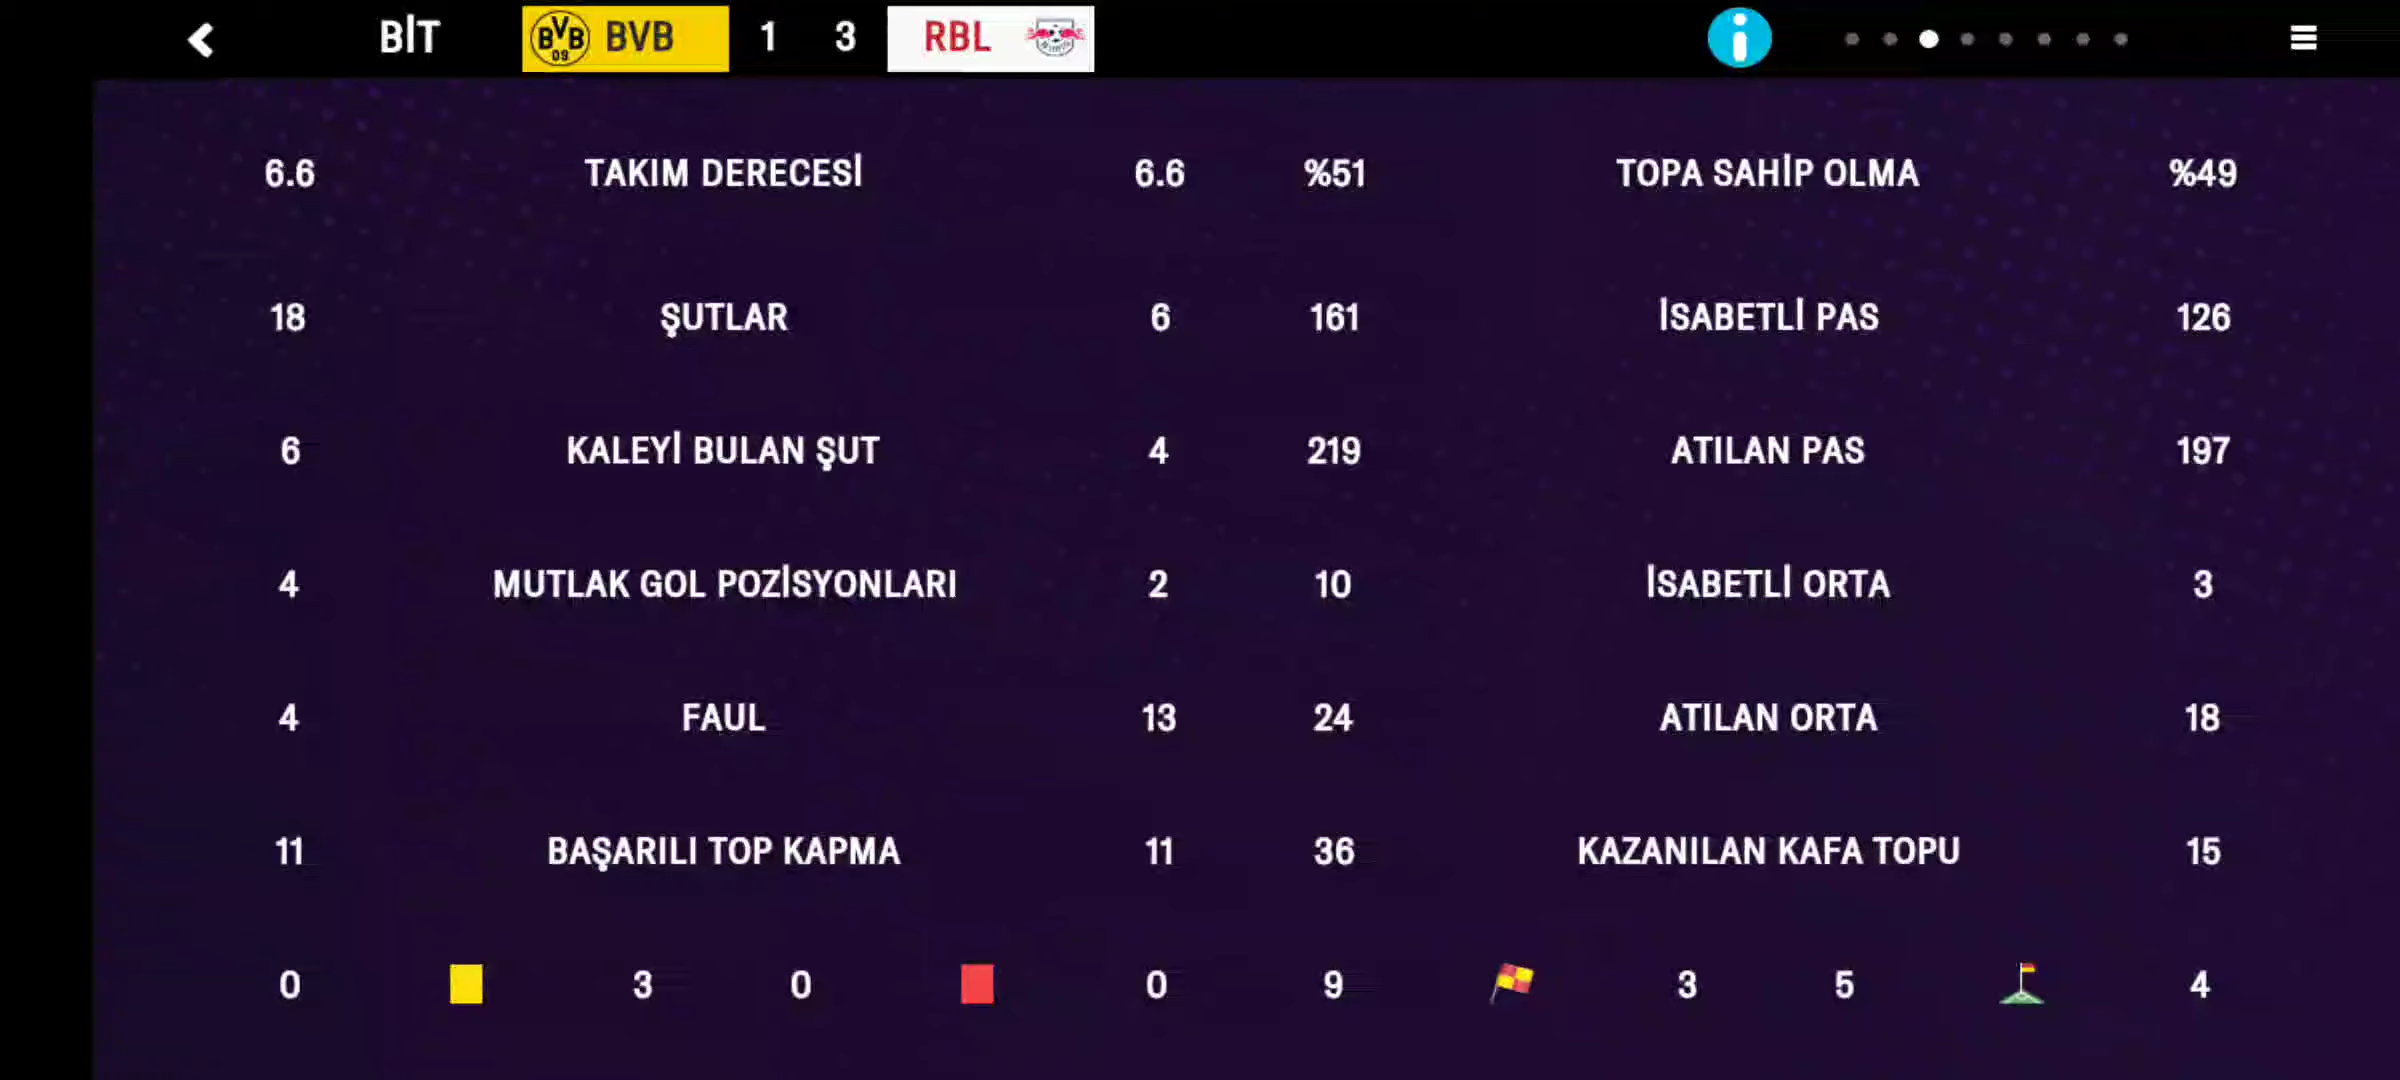 BİT BVB 09 BVB 1 3 RBL
6.6 TAKIM DERECESİ 6.6 %51 TOPA SAHİP OLMA %49
18 ŞUTLAR 6 161 İSABETLİ PAS 126
6 KALEYİ BULAN ŞUT 4 219 ATILAN PAS 197
4 MUTLAK GOL POZİSYONLARI 2 10 İSABETLİ ORTA 3
4 FAUL 13 24 ATILAN ORTA 18
11 BAŞARILI TOP KAPMA 11 36 KAZANILAN KAFA TOPU 15
0 3 0 0 9 3 5 4